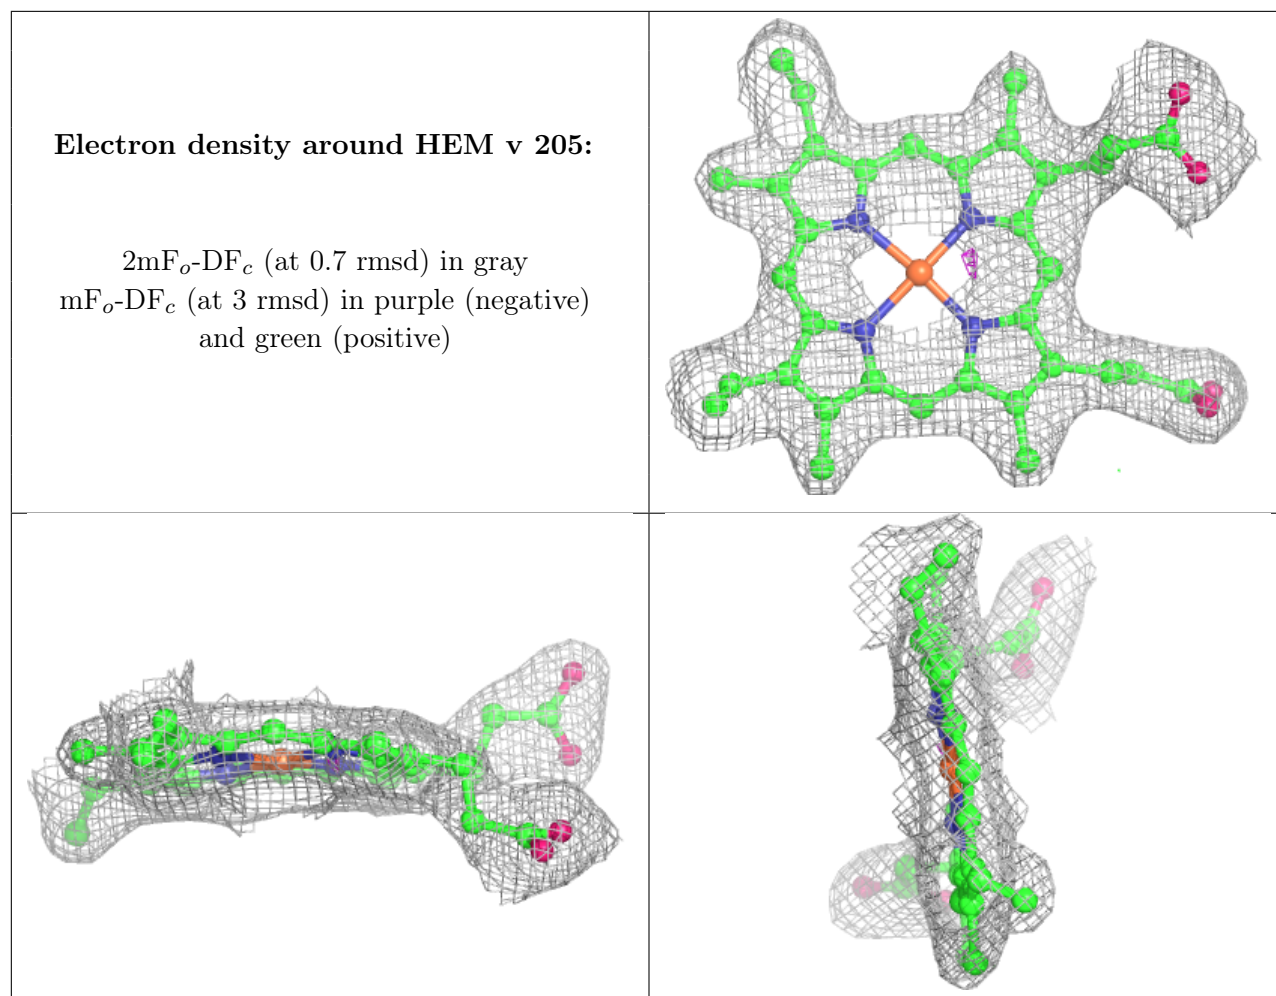 Electron density around HEM v 205:
2mFo-DFc (at 0.7 rmsd) in gray
mFo-DFc (at 3 rmsd) in purple (negative)
and green (positive)